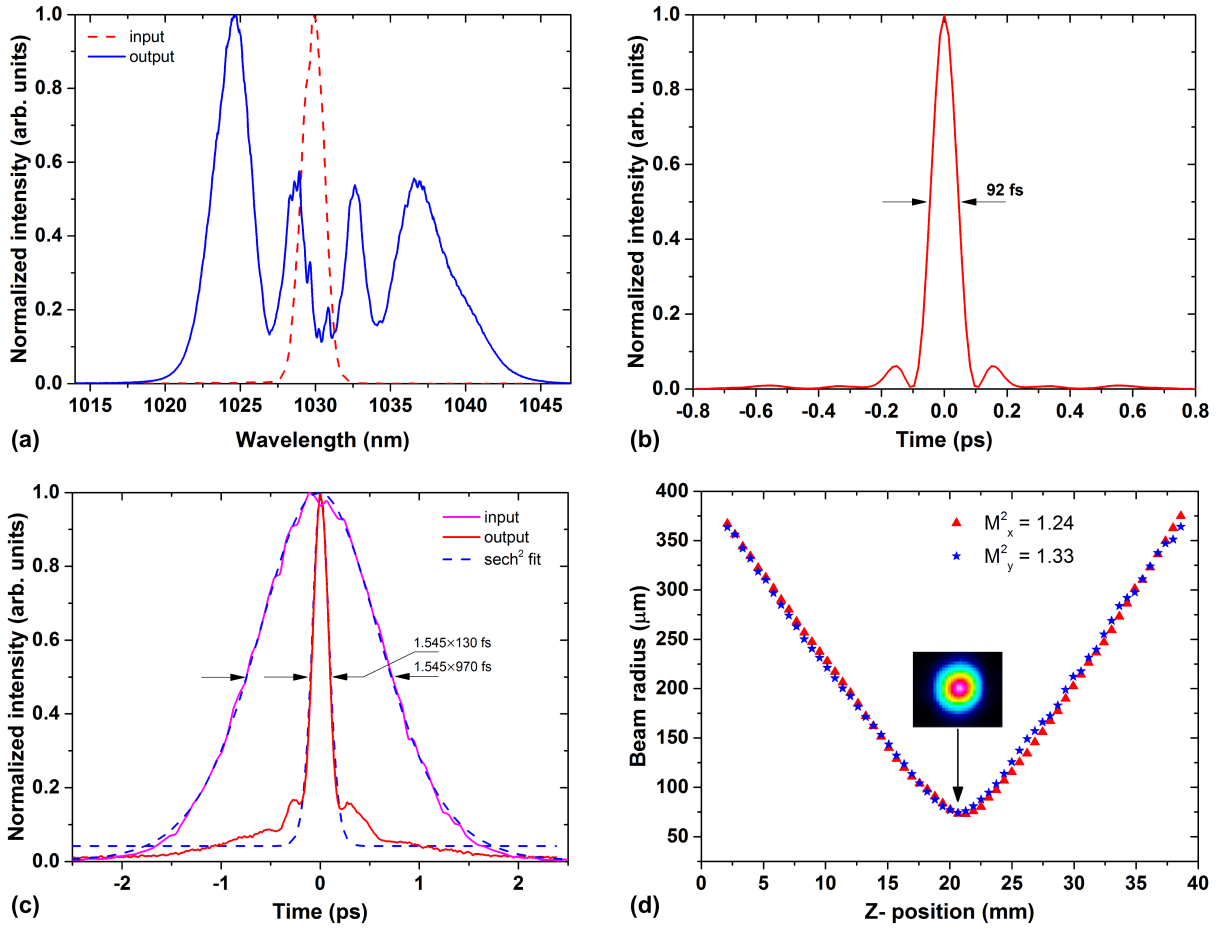 Normalized intensity (arb. units)
1.0
0.8
0.6
0.4
0.2
0.0
input
output
1015 1020 1025 1030 1035 1040 1045
Wavelength (nm)
(a)
Normalized intensity (arb. units)
1.0
0.8
0.6
0.4
0.2
0.0
92 fs
-0.8 -0.6 -0.4 -0.2 0.0 0.2 0.4 0.6 0.8
Time (ps)
(b)
Normalized intensity (arb. units)
1.0
0.8
0.6
0.4
0.2
0.0
input
output
sech² fit
1.545×130 fs
1.545×970 fs
-2 -1 0 1 2
Time (ps)
(c)
Beam radius (μm)
400
350
300
250
200
150
100
50
M²x = 1.24
M²y = 1.33
0 5 10 15 20 25 30 35 40
Z- position (mm)
(d)